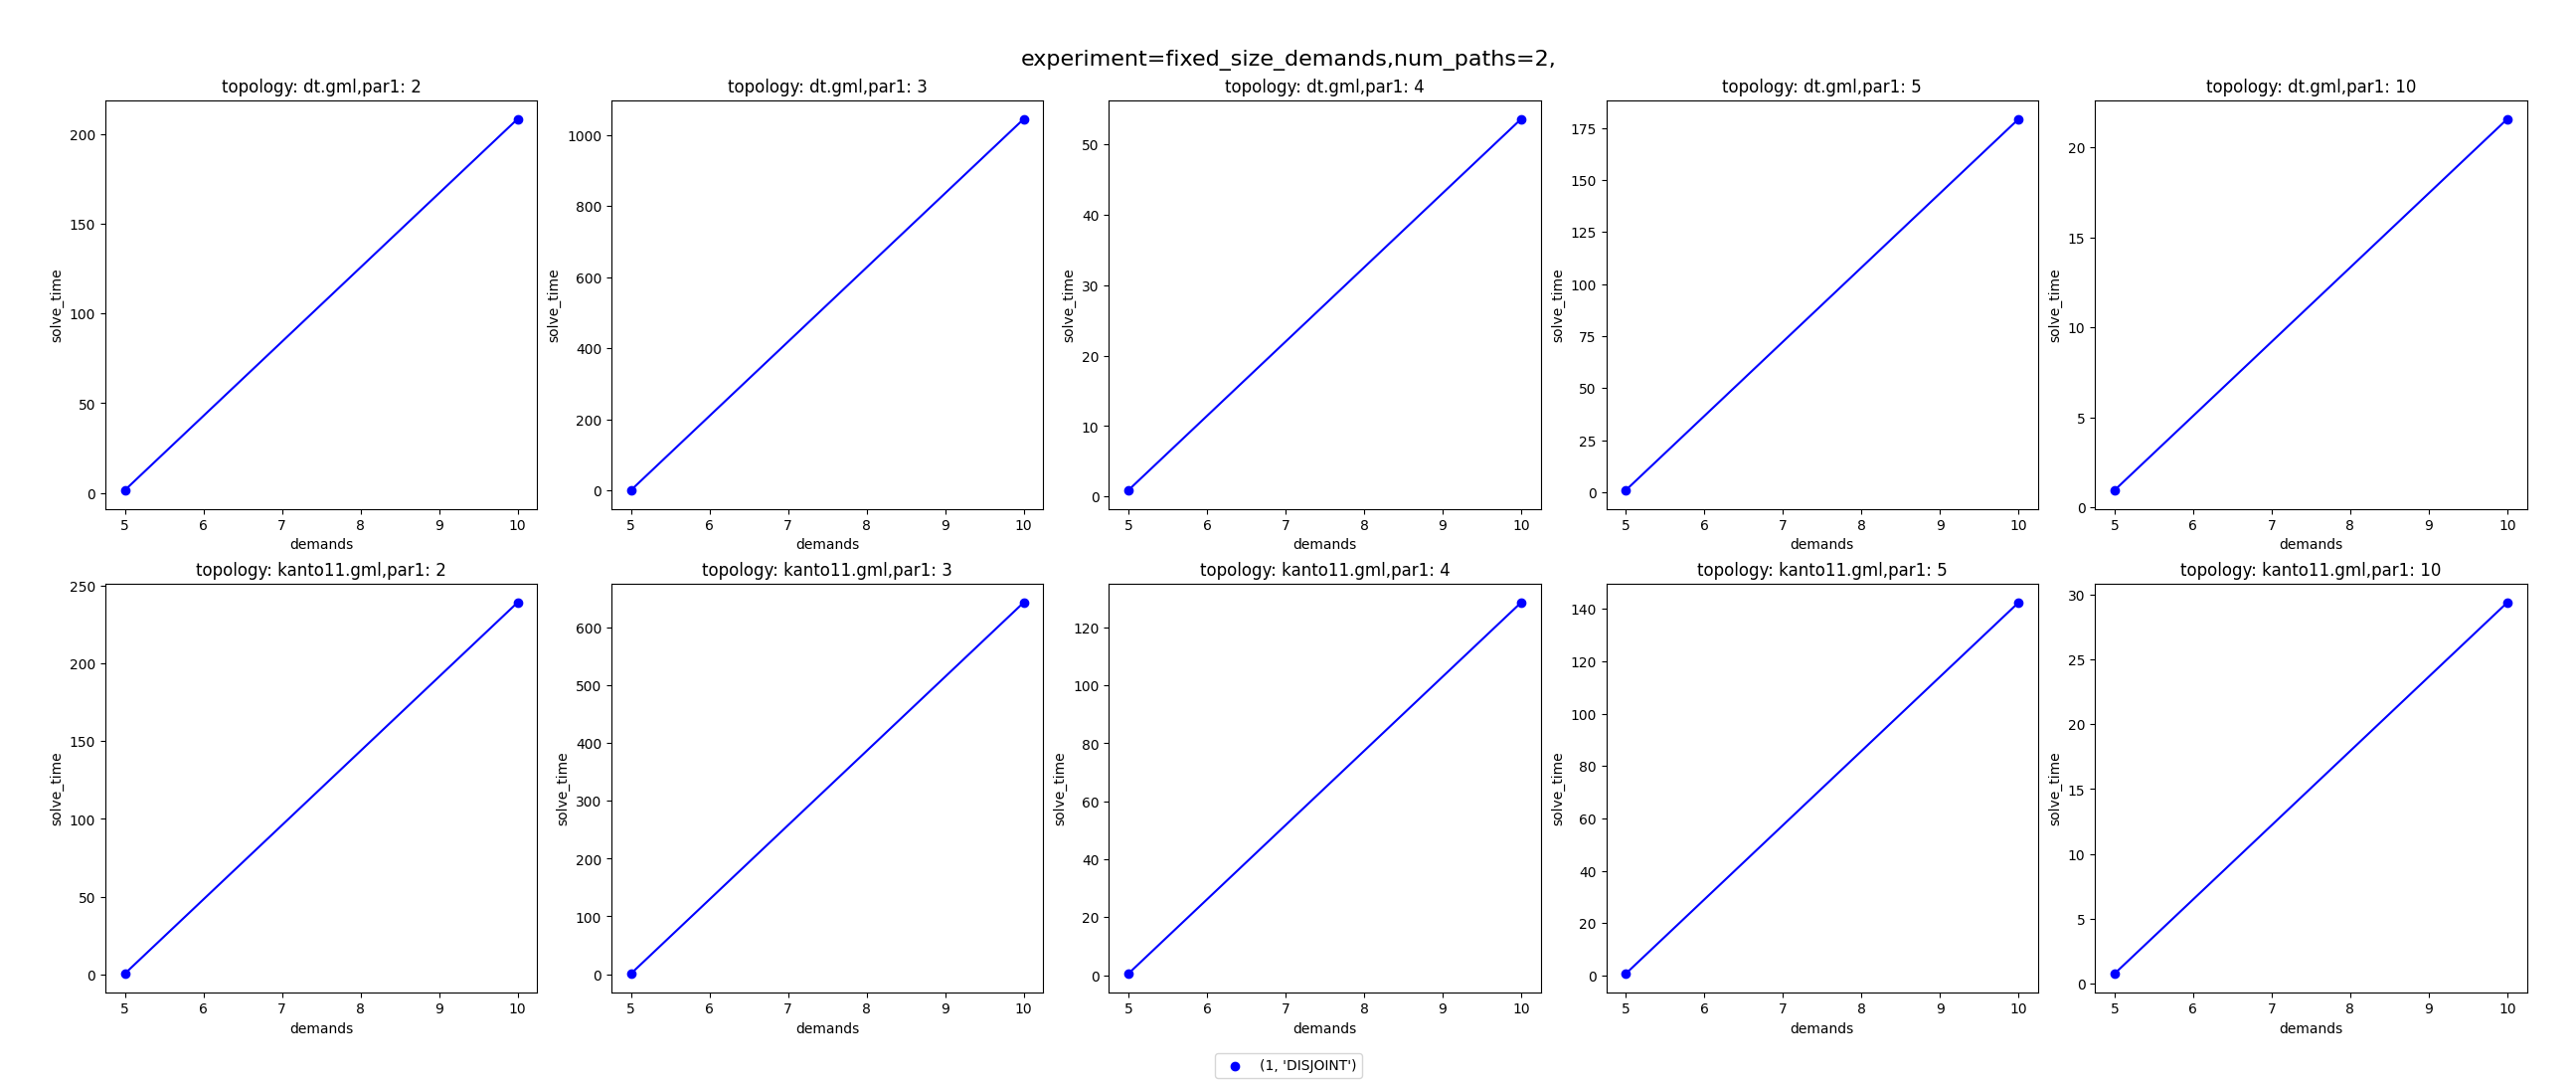 experiment=fixed_size_demands,num_paths=2,
topology: dt.gml,par1: 2
200
150
100
50
0
solve_time
5 6 7 8 9 10
demands
topology: dt.gml,par1: 3
1000
800
600
400
200
0
solve_time
5 6 7 8 9 10
demands
topology: dt.gml,par1: 4
50
40
30
20
10
0
solve_time
5 6 7 8 9 10
demands
topology: dt.gml,par1: 5
175
150
125
100
75
50
25
0
solve_time
5 6 7 8 9 10
demands
topology: dt.gml,par1: 10
20
15
10
5
0
solve_time
5 6 7 8 9 10
demands
topology: kanto11.gml,par1: 2
250
200
150
100
50
0
solve_time
5 6 7 8 9 10
demands
topology: kanto11.gml,par1: 3
600
500
400
300
200
100
0
solve_time
5 6 7 8 9 10
demands
topology: kanto11.gml,par1: 4
120
100
80
60
40
20
0
solve_time
5 6 7 8 9 10
demands
topology: kanto11.gml,par1: 5
140
120
100
80
60
40
20
0
solve_time
5 6 7 8 9 10
demands
topology: kanto11.gml,par1: 10
30
25
20
15
10
5
0
solve_time
5 6 7 8 9 10
demands
(1, 'DISJOINT')